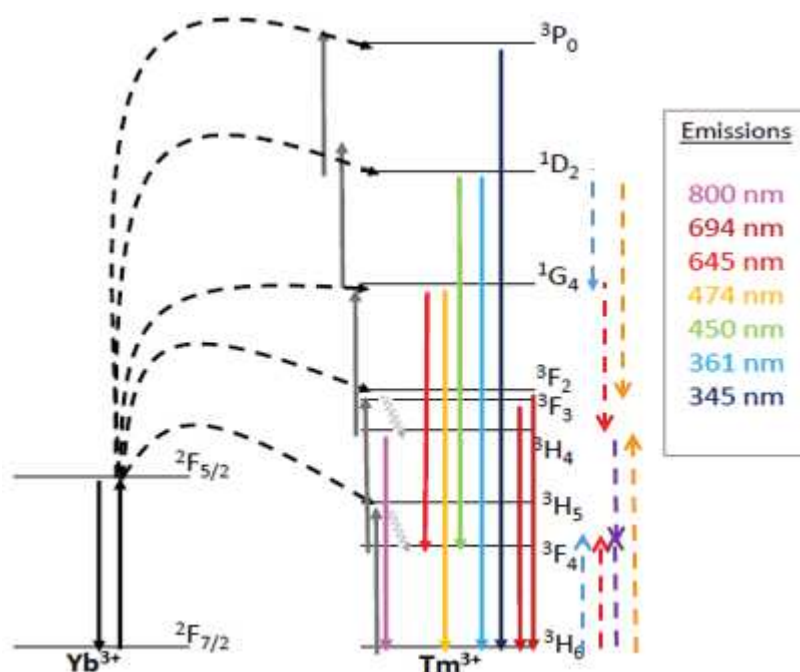 ³P₀
¹D₂
¹G₄
³F₂
³F₃
³H₄
³H₅
³F₄
³H₆
²F₅/₂
²F₇/₂
Yb³⁺
Tm³⁺
Emissions
800 nm
694 nm
645 nm
474 nm
450 nm
361 nm
345 nm